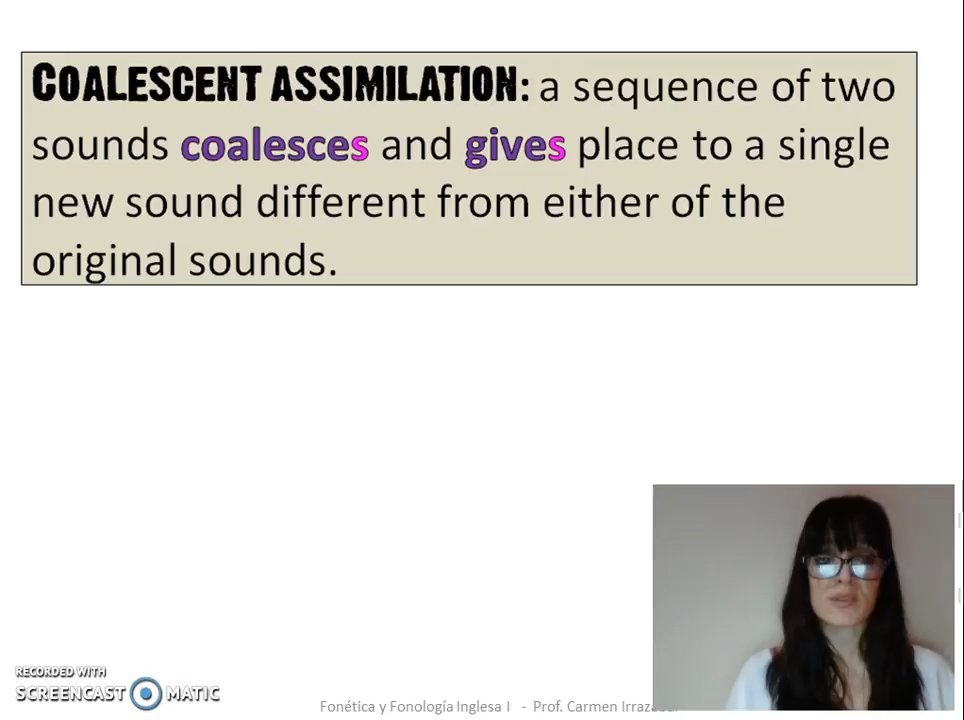 COALESCENT ASSIMILATION: a sequence of two
sounds coalesces and gives place to a single
new sound different from either of the
original sounds.
RECORDED WITH
SCREENCAST MATIC
Fonética y Fonología Inglesa I - Prof. Carmen